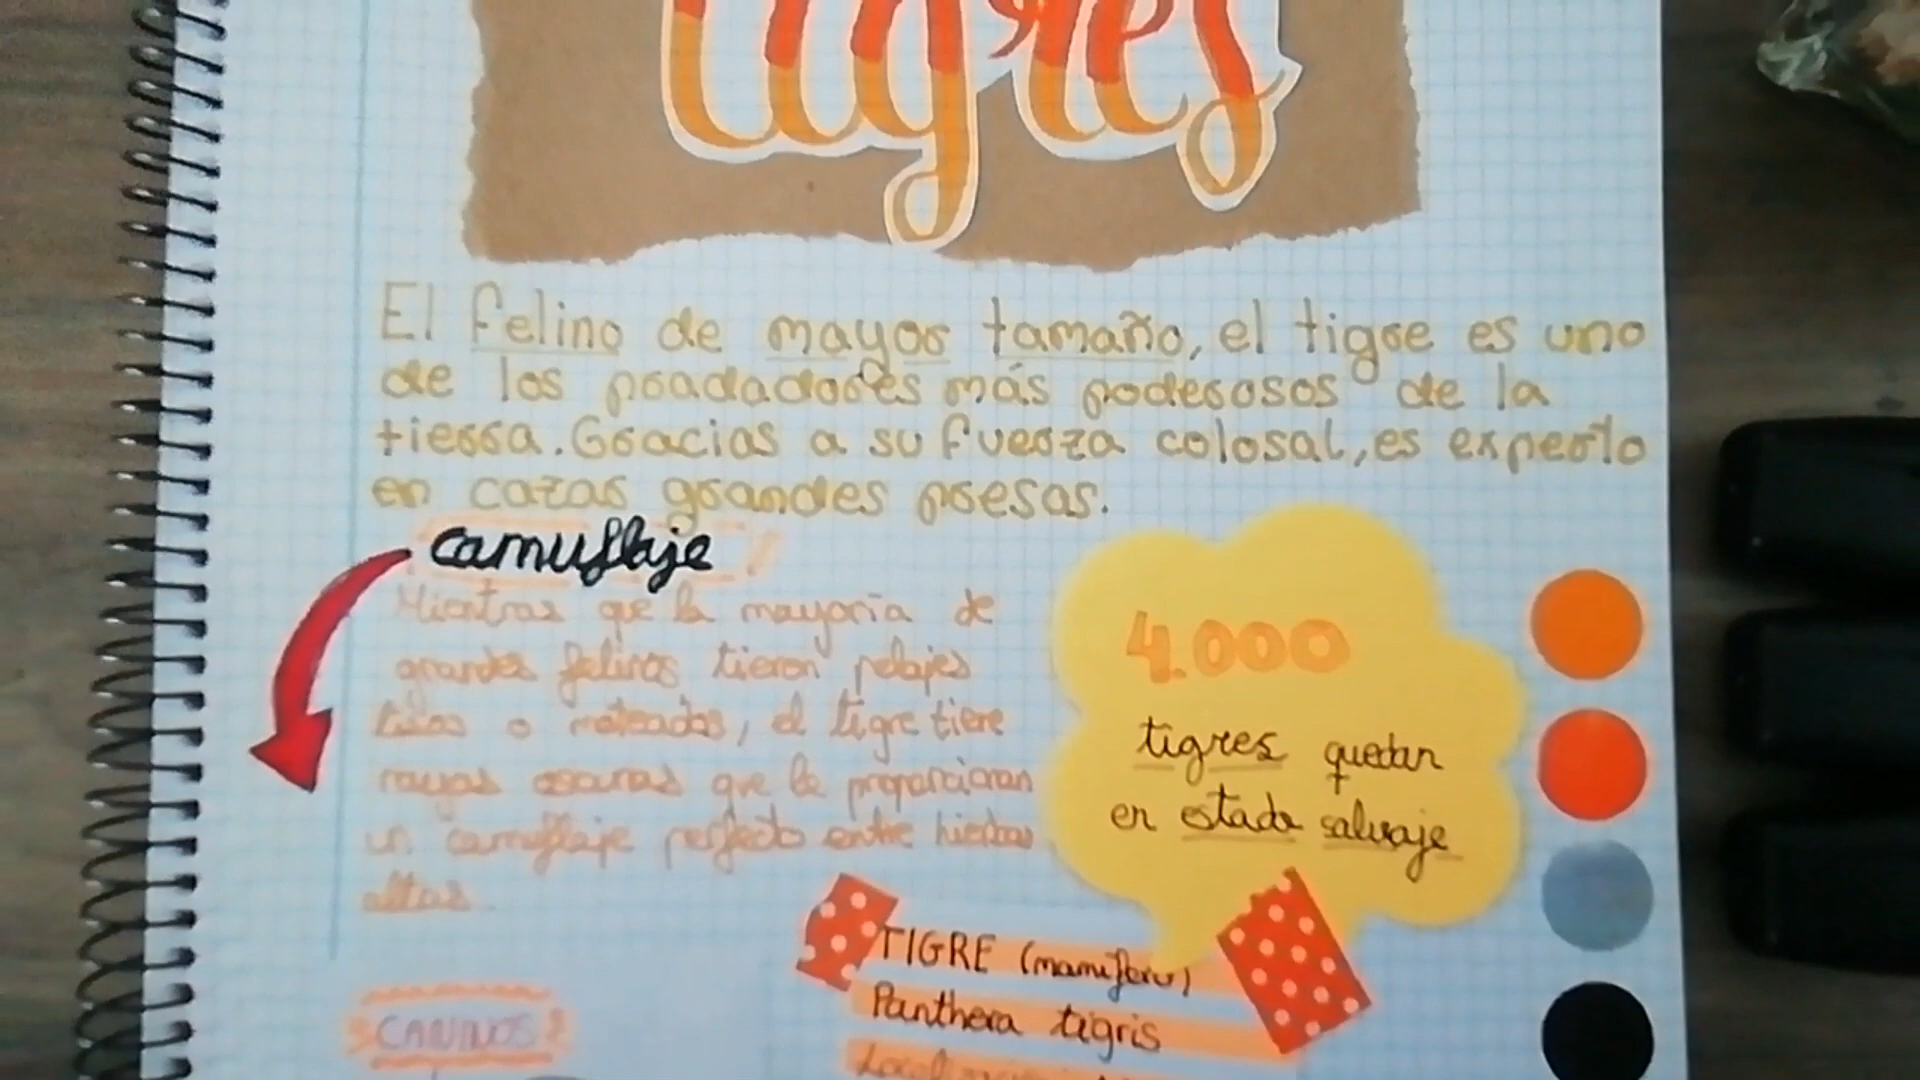 tigres
El felino de mayor tamaño, el tigre es uno
de los pradadores más poderosos de la
tierra. Gracias a su fuerza colosal, es experto
en cazar grandes presas.
camuflaje
Mientras que la mayoría de
grandes felinos tienen pelajes
lisos o moteados, el tigre tiene
rayas oscuras que le proporcionan
un camuflaje perfecto entre hierbas
altas.
4.000
tigres quedan
en estado salvaje
TIGRE (mamífero)
Panthera tigris
CANINOS